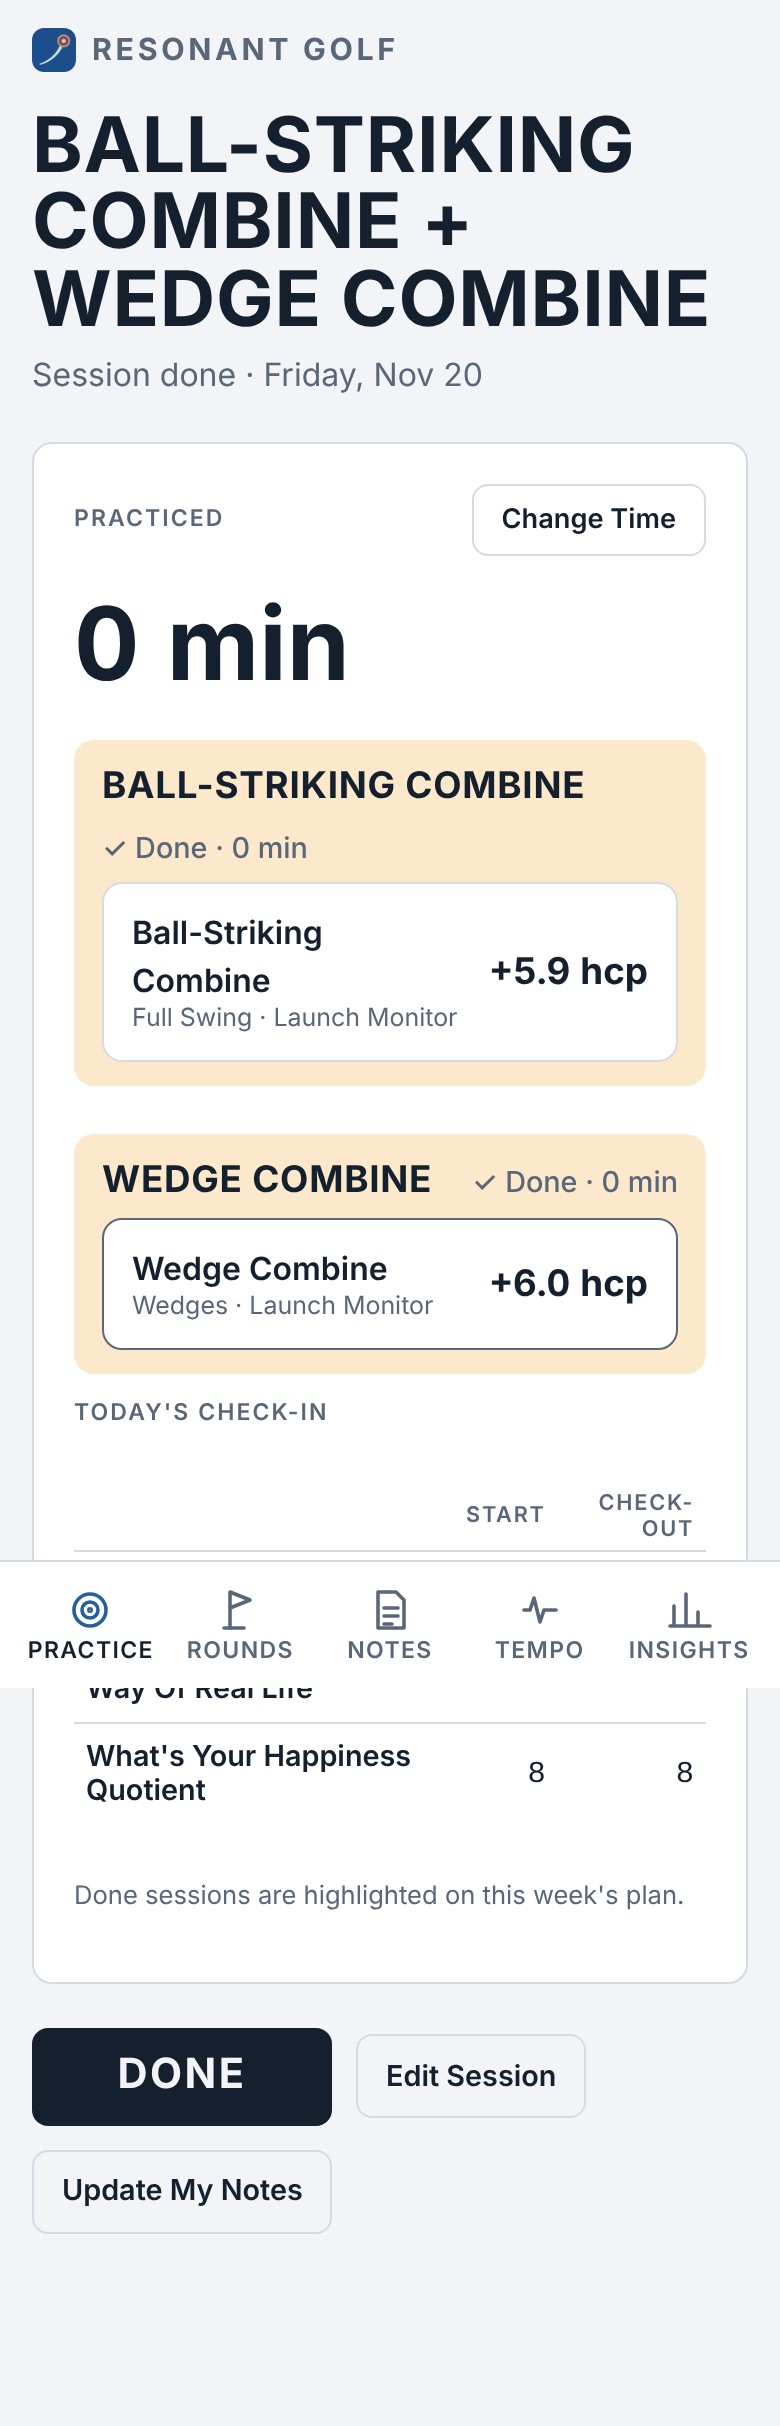 RESONANT GOLF
BALL-STRIKING
COMBINE +
WEDGE COMBINE
Session done · Friday, Nov 20
PRACTICED
Change Time
0 min
BALL-STRIKING COMBINE
✓ Done · 0 min
Ball-Striking
Combine
+5.9 hcp
Full Swing · Launch Monitor
WEDGE COMBINE
✓ Done · 0 min
Wedge Combine
+6.0 hcp
Wedges · Launch Monitor
TODAY'S CHECK-IN
START
CHECK-
OUT
PRACTICE
ROUNDS
NOTES
TEMPO
INSIGHTS
Way Of Real Life
What's Your Happiness
Quotient
8
8
Done sessions are highlighted on this week's plan.
DONE
Edit Session
Update My Notes